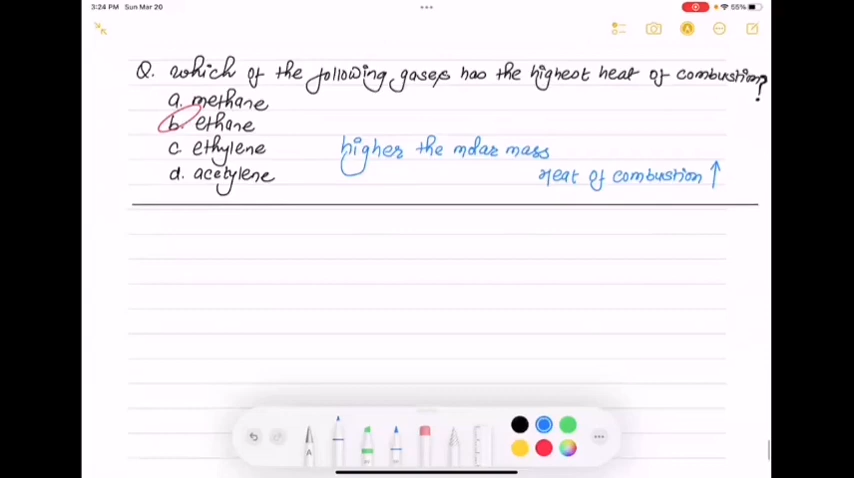 3:24 PM Sun Mar 20
55%
Q. which of the following gases has the highest heat of combustion?
a. methane
b. ethane
c. ethylene
higher the molar mass
d. acetylene
heat of combustion ↑
A